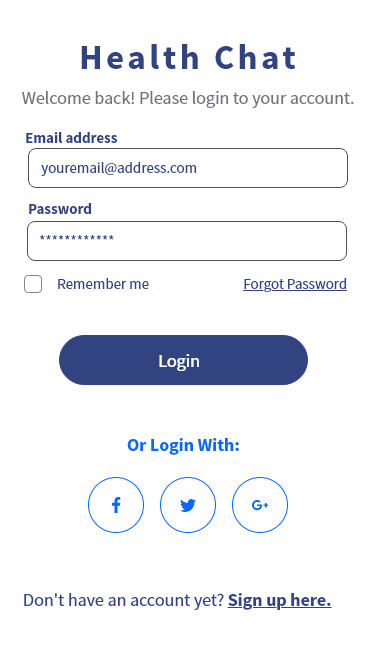 Health Chat
Welcome back! Please login to your account.
Email address
youremail@address.com
Password
************
Remember me
Forgot Password
Login
Or Login With:
G+
Don't have an account yet? Sign up here.